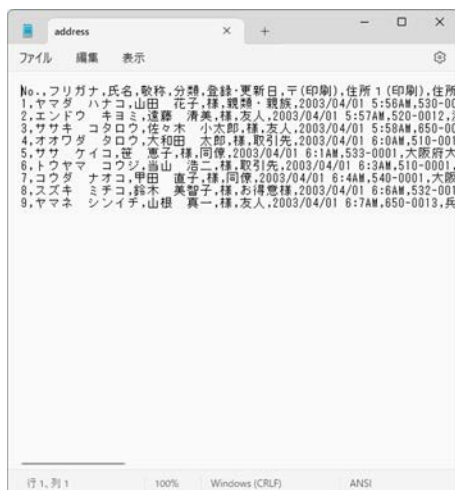 address
ファイル 編集 表示
No.,フリガナ,氏名,敬称,分類,登録・更新日,〒(印刷),住所１(印刷)
1,ヤマダ ハナコ,山田 花子,様,親類・親族,2003/04/01 5:56AM,530-00
2,エンドウ キヨミ,遠藤 清美,様,友人,2003/04/01 5:57AM,520-0012,
3,ササキ コタロウ,佐々木 小太郎,様,友人,2003/04/01 5:58AM,650-00
4,オオワダ タロウ,大和田 太郎,様,取引先,2003/04/01 6:0AM,510-001
5,ササ ケイコ,笹 恵子,様,同僚,2003/04/01 6:1AM,533-0001,大阪府大
6,トウヤマ コウジ,当山 浩二,様,取引先,2003/04/01 6:3AM,510-0001,
7,コウダ ナオコ,甲田 直子,様,同僚,2003/04/01 6:4AM,540-0001,大阪
8,スズキ ミチコ,鈴木 美智子,様,お得意様,2003/04/01 6:6AM,532-001
9,ヤマネ シンイチ,山根 真一,様,友人,2003/04/01 6:7AM,650-0013,兵
行 1、列 1 100% Windows (CRLF) ANSI